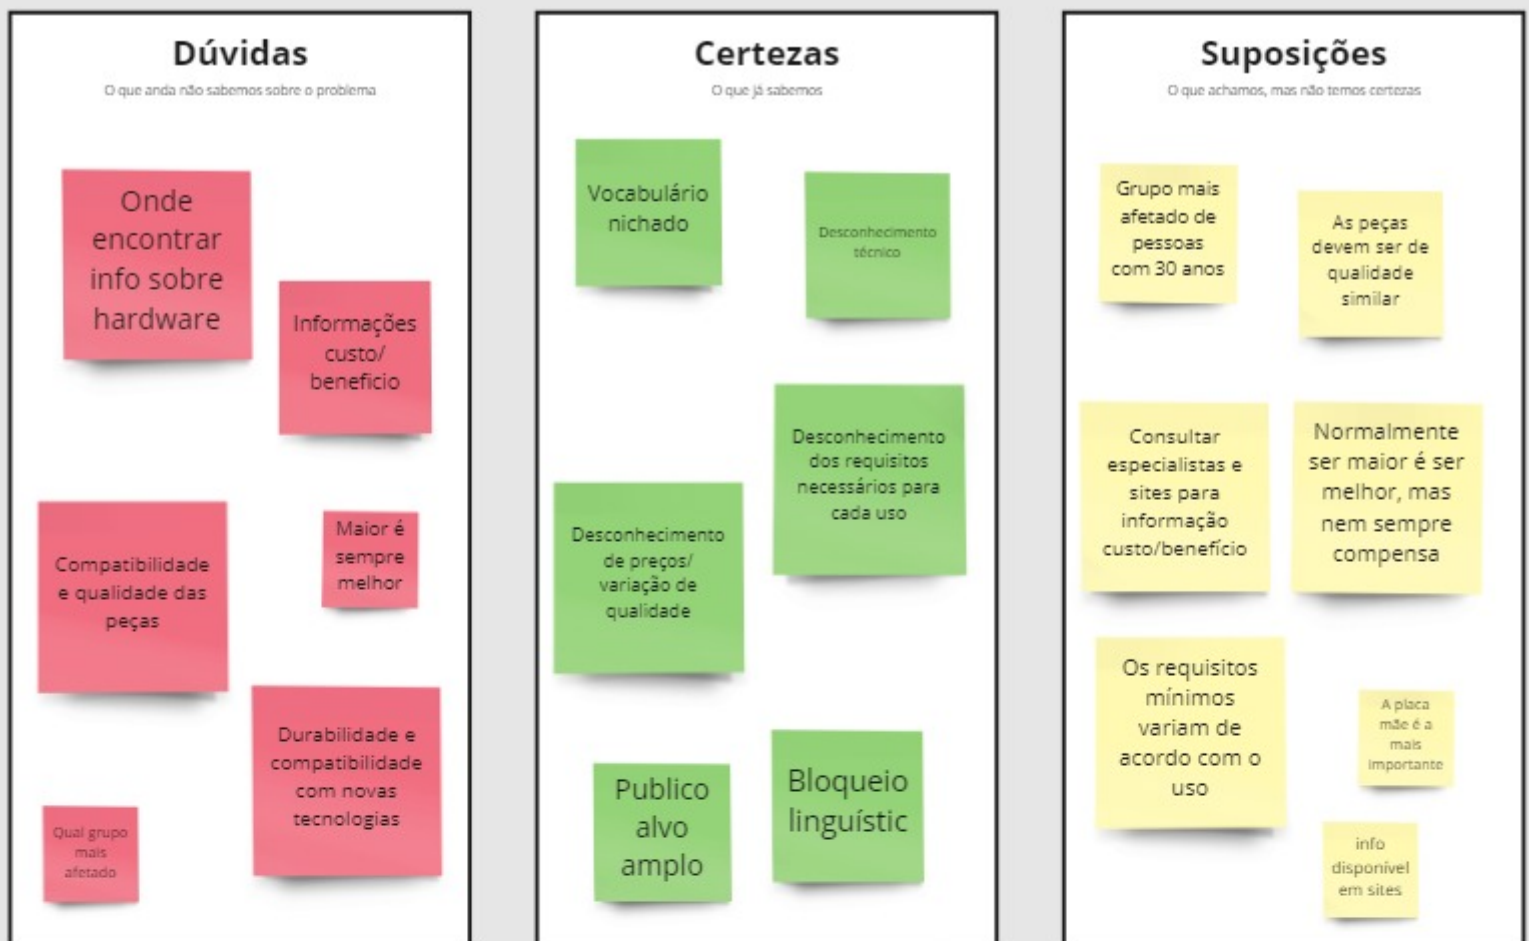 Dúvidas
O que anda não sabemos sobre o problema
Onde
encontrar
info sobre
hardware
Informações
custo/
beneficio
Compatibilidade
e qualidade das
peças
Maior é
sempre
melhor
Durabilidade e
compatibilidade
com novas
tecnologias
Qual grupo
mais
afetado
Certezas
O que já sabemos
Vocabulário
nichado
Desconhecimento
técnico
Desconhecimento
dos requisitos
necessários para
cada uso
Desconhecimento
de preços/
variação de
qualidade
Publico
alvo
amplo
Bloqueio
linguístic
Suposições
O que achamos, mas não temos certezas
Grupo mais
afetado de
pessoas
com 30 anos
As peças
devem ser de
qualidade
similar
Consultar
especialistas e
sites para
informação
custo/benefício
Normalmente
ser maior é ser
melhor, mas
nem sempre
compensa
Os requisitos
mínimos
variam de
acordo com o
uso
A placa
mãe é a
mais
importante
info
disponível
em sites